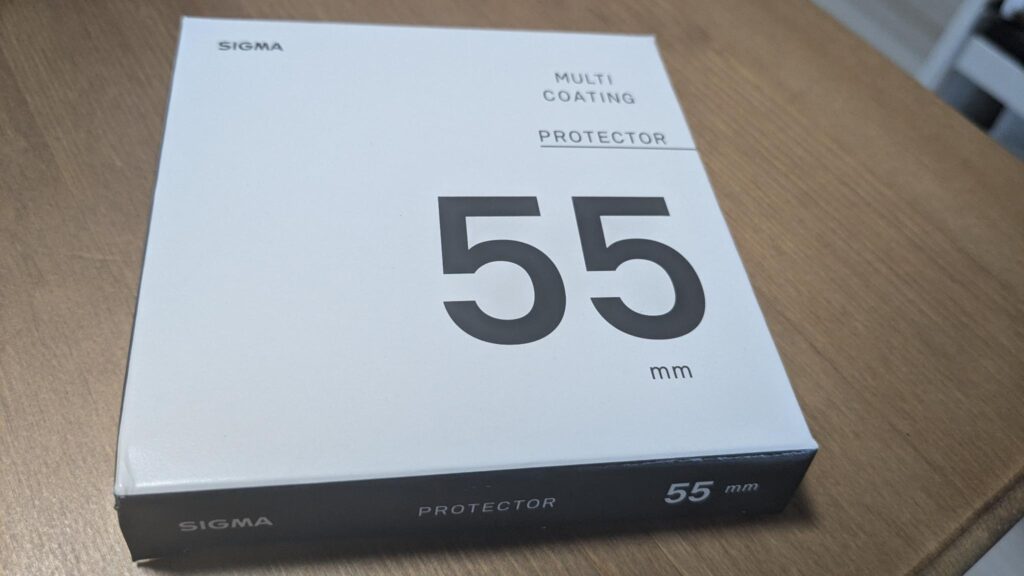 SIGMA
MULTI
COATING
PROTECTOR
55
mm
SIGMA PROTECTOR 55 mm